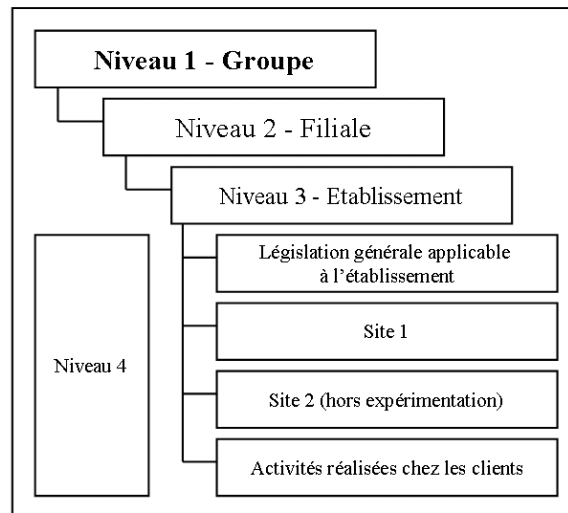 Niveau 1 - Groupe
Niveau 2 - Filiale
Niveau 3 - Etablissement
Niveau 4
Législation générale applicable
à l'établissement
Site 1
Site 2 (hors expérimentation)
Activités réalisées chez les clients